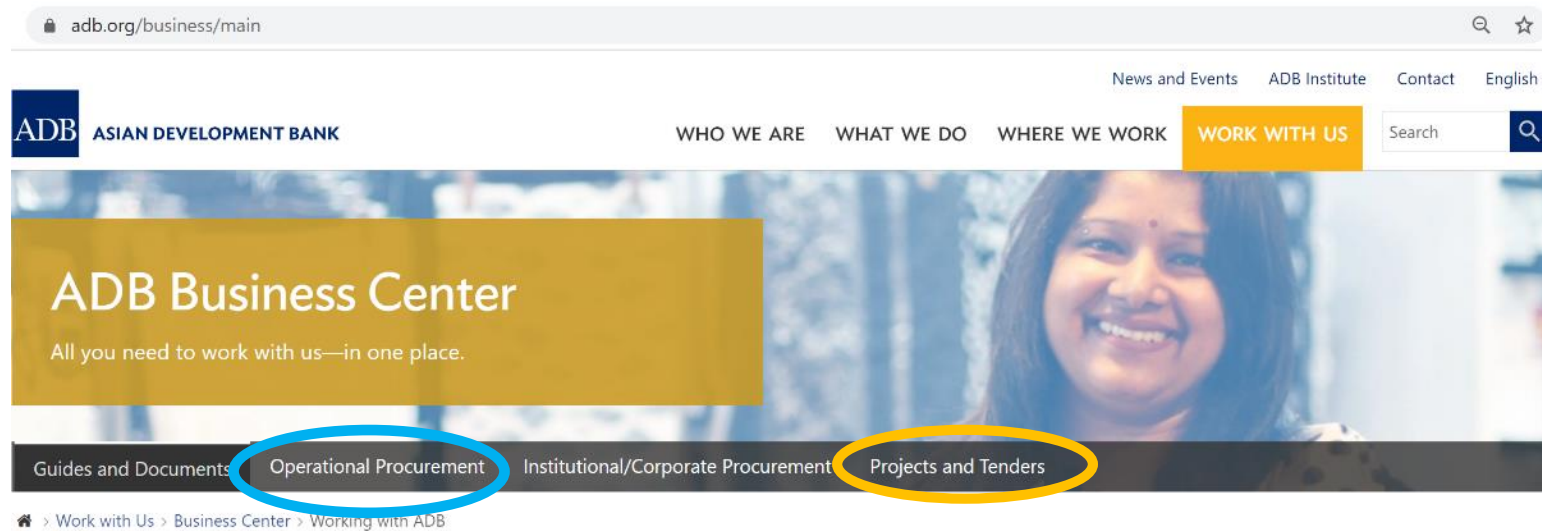 adb.org/business/main
News and Events ADB Institute Contact English
ADB ASIAN DEVELOPMENT BANK WHO WE ARE WHAT WE DO WHERE WE WORK WORK WITH US Search
ADB Business Center
All you need to work with us—in one place.
Guides and Documents Operational Procurement Institutional/Corporate Procurement Projects and Tenders
> Work with Us > Business Center > Working with ADB